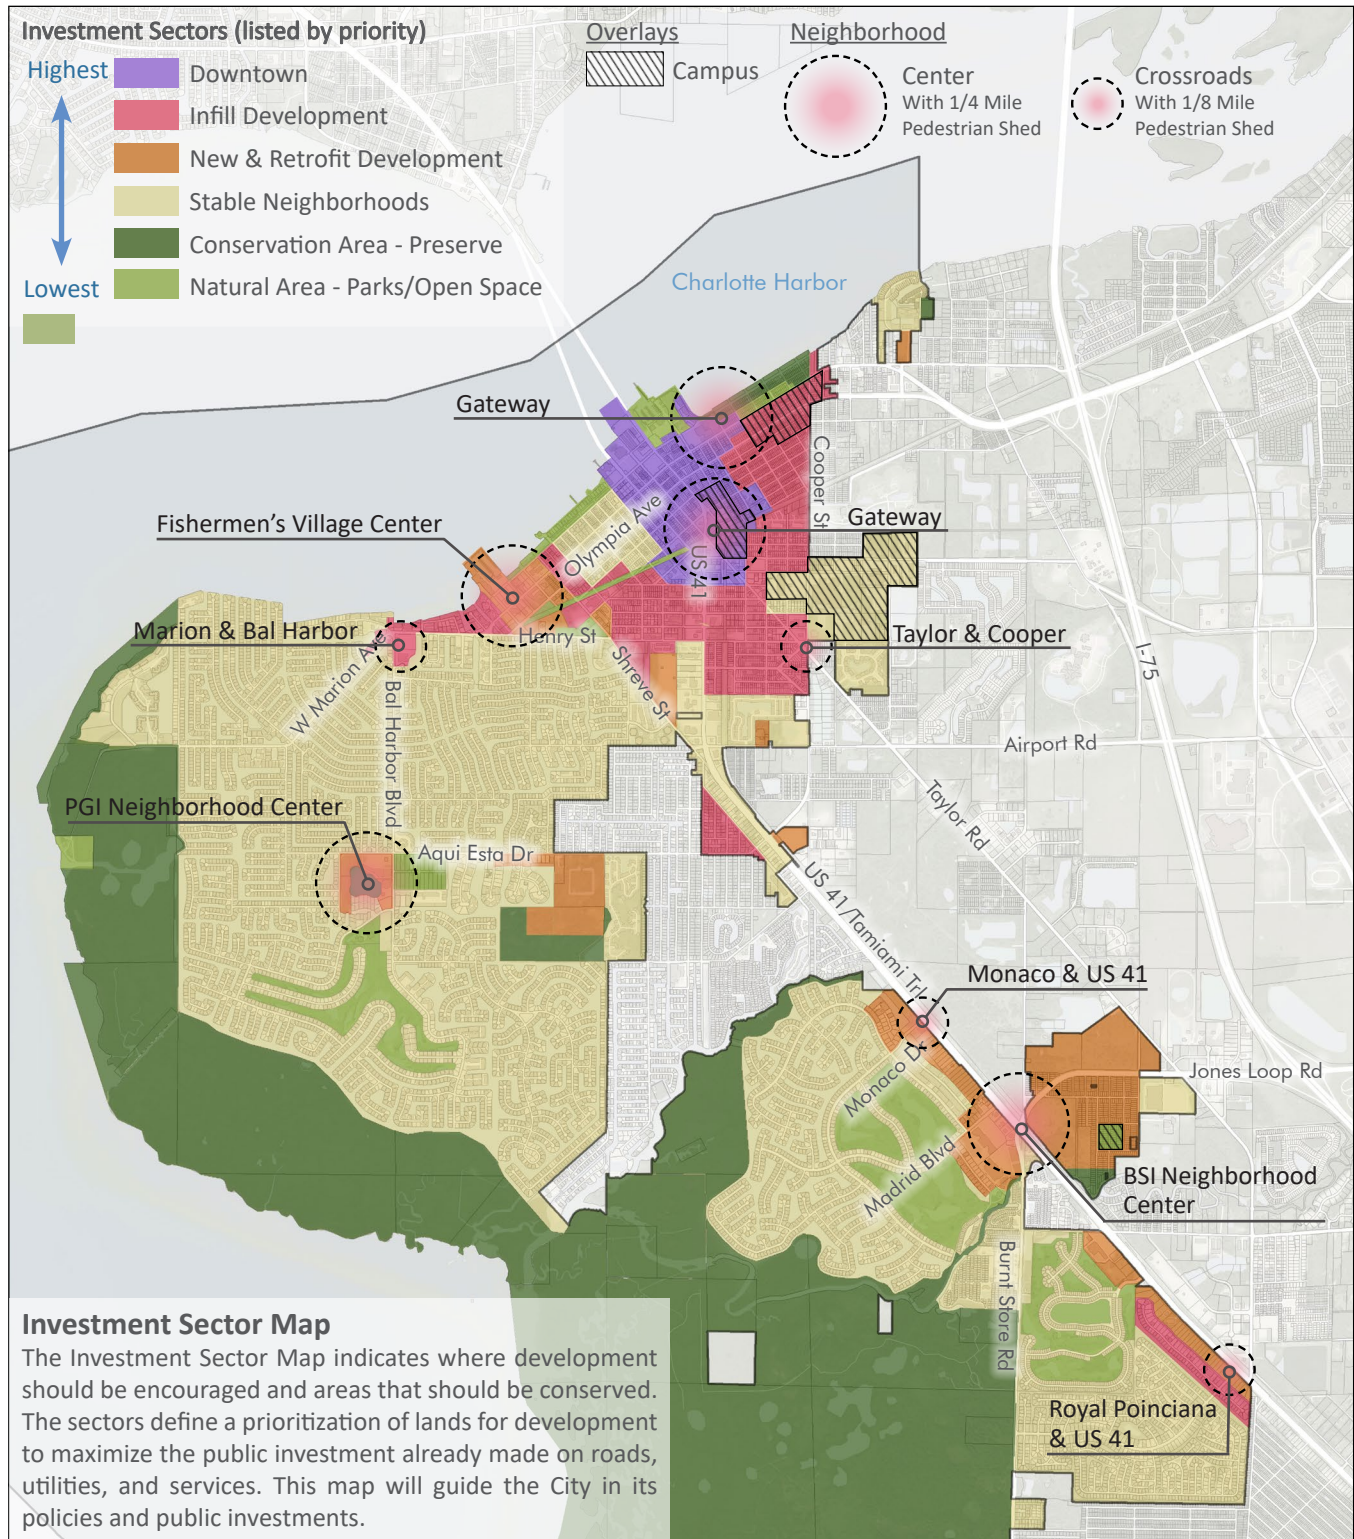 Investment Sectors (listed by priority)
Highest
Lowest
Downtown
Infill Development
New & Retrofit Development
Stable Neighborhoods
Conservation Area - Preserve
Natural Area - Parks/Open Space
Overlays
Campus
Neighborhood
Center
With 1/4 Mile
Pedestrian Shed
Crossroads
With 1/8 Mile
Pedestrian Shed
Charlotte Harbor
Gateway
Cooper St
Fishermen's Village Center
Olympia Ave
Gateway
US 41
Marion & Bal Harbor
Henry St
Taylor & Cooper
I-75
W Marion Ave
Bal Harbor Blvd
Shreve St
Airport Rd
Taylor Rd
PGI Neighborhood Center
Aqui Esta Dr
US 41/Tamiami Trl
Monaco & US 41
Monaco Dr
Jones Loop Rd
Madrid Blvd
BSI Neighborhood
Center
Burnt Store Rd
Royal Poinciana
& US 41
Investment Sector Map
The Investment Sector Map indicates where development
should be encouraged and areas that should be conserved.
The sectors define a prioritization of lands for development
to maximize the public investment already made on roads,
utilities, and services. This map will guide the City in its
policies and public investments.